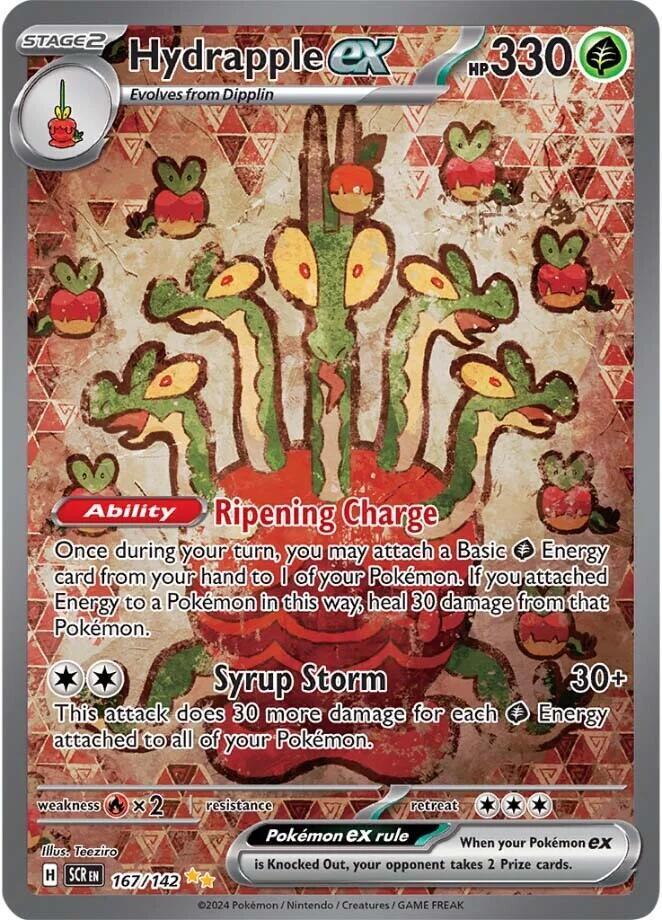 STAGE2
Hydrapple ex
HP330
Evolves from Dipplin
Ability Ripening Charge
Once during your turn, you may attach a Basic Energy
card from your hand to 1 of your Pokémon. If you attached
Energy to a Pokémon in this way, heal 30 damage from that
Pokémon.
Syrup Storm 30+
This attack does 30 more damage for each Energy
attached to all of your Pokémon.
weakness ×2 resistance retreat
Illus. Teeziro
Pokémon ex rule
When your Pokémon ex
is Knocked Out, your opponent takes 2 Prize cards.
H SCR EN 167/142
©2024 Pokémon / Nintendo / Creatures / GAME FREAK